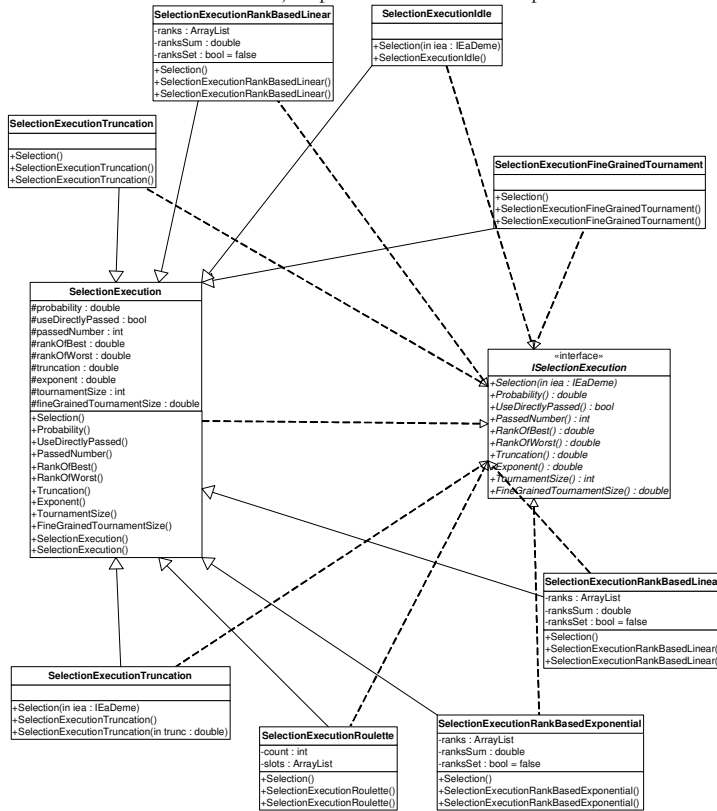 SelectionExecutionRankBasedLinear
-ranks : ArrayList
-ranksSum : double
-ranksSet : bool = false
+Selection()
+SelectionExecutionRankBasedLinear()
+SelectionExecutionRankBasedLinear()
SelectionExecutionIdle
+Selection(in iea : IEaDeme)
+SelectionExecutionIdle()
SelectionExecutionTruncation
+Selection()
+SelectionExecutionTruncation()
+SelectionExecutionTruncation()
SelectionExecutionFineGrainedTournament
+Selection()
+SelectionExecutionFineGrainedTournament()
+SelectionExecutionFineGrainedTournament()
SelectionExecution
#probability : double
#useDirectlyPassed : bool
#passedNumber : int
#rankOfBest : double
#rankOfWorst : double
#truncation : double
#exponent : double
#tournamentSize : int
#fineGrainedTournamentSize : double
+Selection()
+Probability()
+UseDirectlyPassed()
+PassedNumber()
+RankOfBest()
+RankOfWorst()
+Truncation()
+Exponent()
+TournamentSize()
+FineGrainedTournamentSize()
+SelectionExecution()
+SelectionExecution()
«interface»
ISelectionExecution
+Selection(in iea : IEaDeme)
+Probability() : double
+UseDirectlyPassed() : bool
+PassedNumber() : int
+RankOfBest() : double
+RankOfWorst() : double
+Truncation() : double
+Exponent() : double
+TournamentSize() : int
+FineGrainedTournamentSize() : double
SelectionExecutionRankBasedLinea
-ranks : ArrayList
-ranksSum : double
-ranksSet : bool = false
+Selection()
+SelectionExecutionRankBasedLinear(
+SelectionExecutionRankBasedLinear(
SelectionExecutionTruncation
+Selection(in iea : IEaDeme)
+SelectionExecutionTruncation()
+SelectionExecutionTruncation(in trunc : double)
SelectionExecutionRoulette
-count : int
-slots : ArrayList
+Selection()
+SelectionExecutionRoulette()
+SelectionExecutionRoulette()
SelectionExecutionRankBasedExponential
-ranks : ArrayList
-ranksSum : double
-ranksSet : bool = false
+Selection()
+SelectionExecutionRankBasedExponential()
+SelectionExecutionRankBasedExponential()